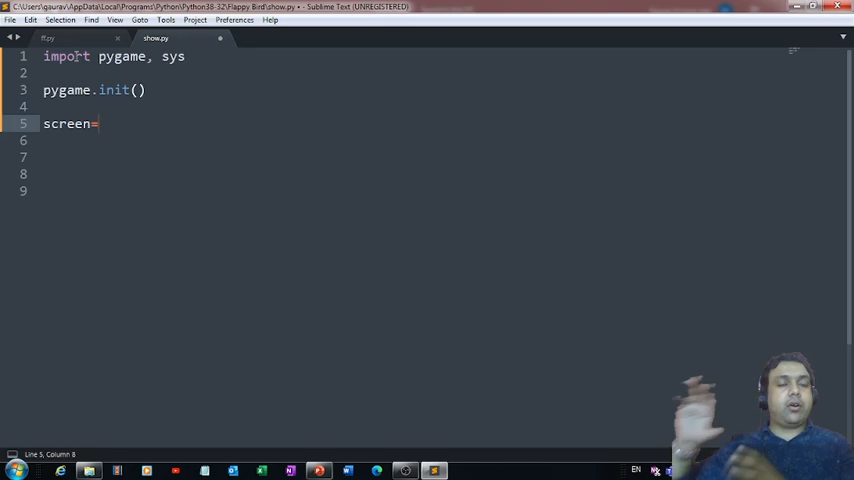 C:\Users\gaurav\AppData\Local\Programs\Python\Python38-32\Flappy Bird\show.py • - Sublime Text (UNREGISTERED)
File Edit Selection Find View Goto Tools Project Preferences Help
ff.py show.py
1 import pygame, sys
2
3 pygame.init()
4
5 screen=
6
7
8
9
Line 5, Column 8
EN